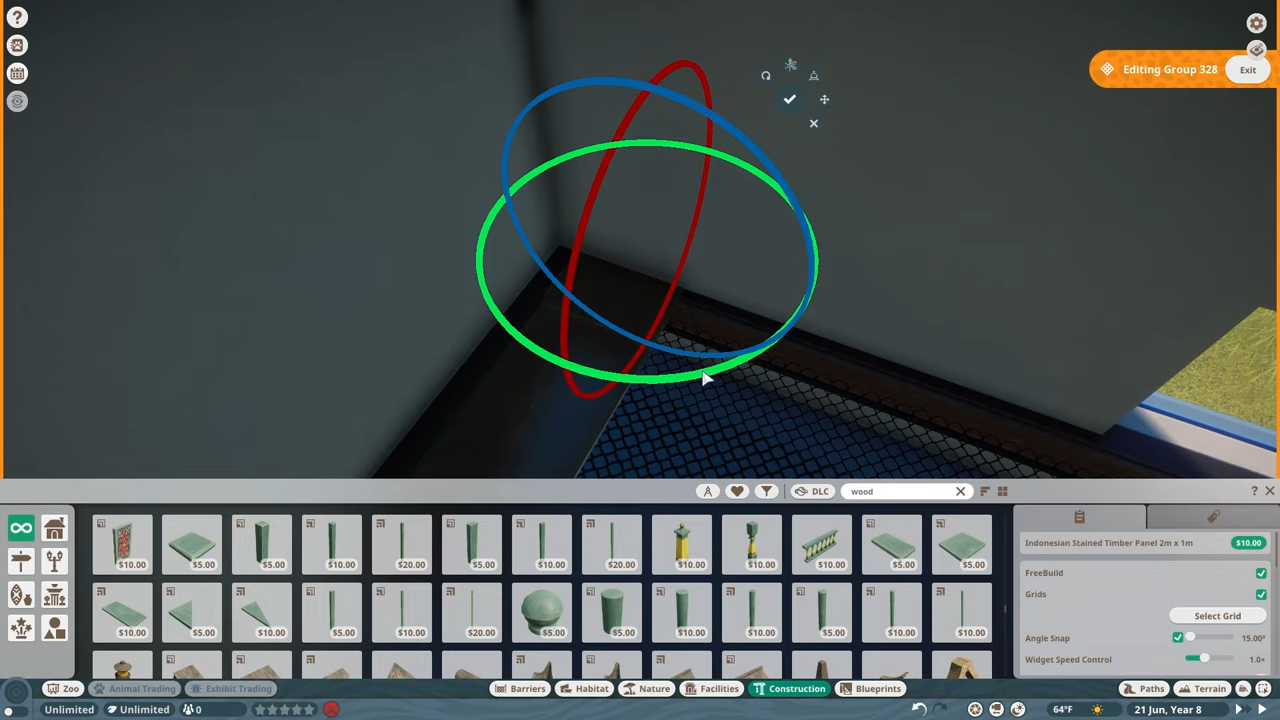 ?
Editing Group 328
Exit
DLC
wood
?
$10.00
$5.00
$5.00
$10.00
$20.00
$5.00
$10.00
$20.00
$10.00
$10.00
$10.00
$5.00
$5.00
Indonesian Stained Timber Panel 2m x 1m
$10.00
FreeBuild
Grids
Select Grid
Angle Snap
15.00°
Widget Speed Control
1.0×
$10.00
$5.00
$10.00
$5.00
$10.00
$20.00
$5.00
$5.00
$10.00
$10.00
$5.00
$10.00
$10.00
Zoo
Animal Trading
Exhibit Trading
Barriers
Habitat
Nature
Facilities
Construction
Blueprints
Paths
Terrain
Unlimited
Unlimited
0
64°F
21 Jun, Year 8